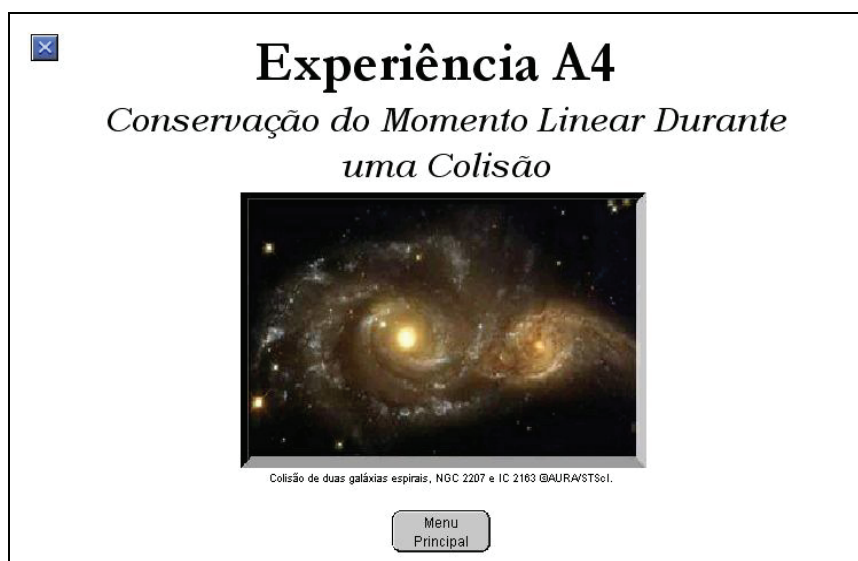 Experiência A4
Conservação do Momento Linear Durante
uma Colisão
Colisão de duas galáxias espirais, NGC 2207 e IC 2163 @AURA/STScI.
Menu
Principal